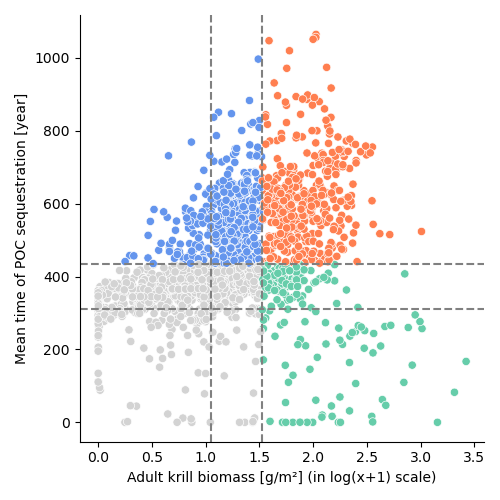 Mean time of POC sequestration [year]
1000
800
600
400
200
0
0.0 0.5 1.0 1.5 2.0 2.5 3.0 3.5
Adult krill biomass [g/m²] (in log(x+1) scale)